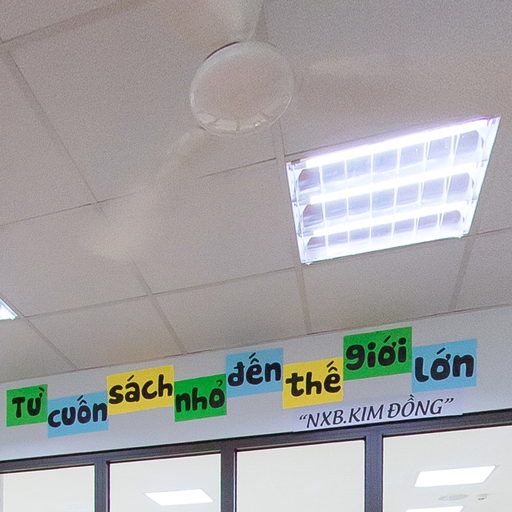 Từ cuốn sách nhỏ đến thế giới lớn
“NXB.KIM ĐỒNG”